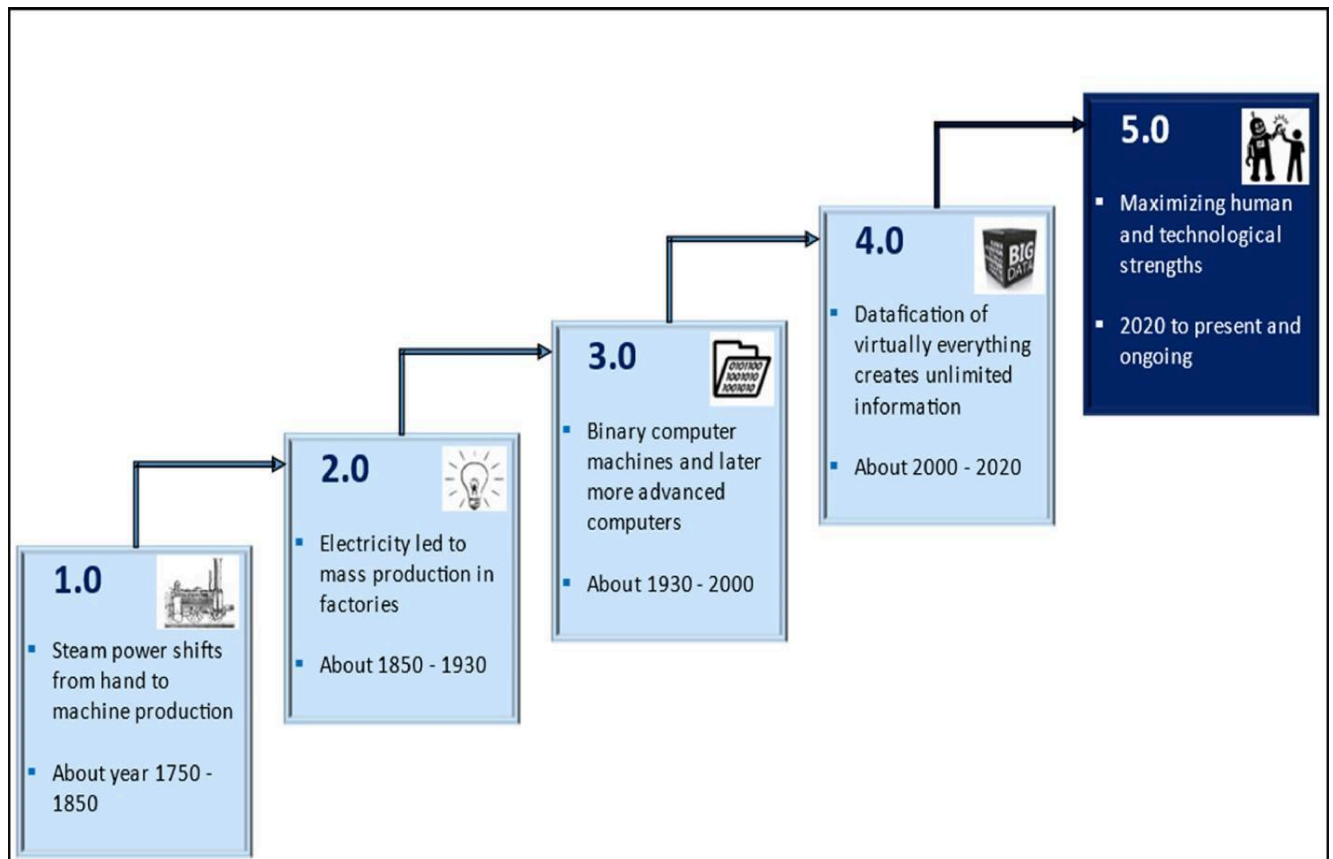 1.0
Steam power shifts
from hand to
machine production
About year 1750 -
1850
2.0
Electricity led to
mass production in
factories
About 1850 - 1930
3.0
0101100
1001010
1001010
Binary computer
machines and later
more advanced
computers
About 1930 - 2000
4.0
BIG
DATA
Datafication of
virtually everything
creates unlimited
information
About 2000 - 2020
5.0
Maximizing human
and technological
strengths
2020 to present and
ongoing